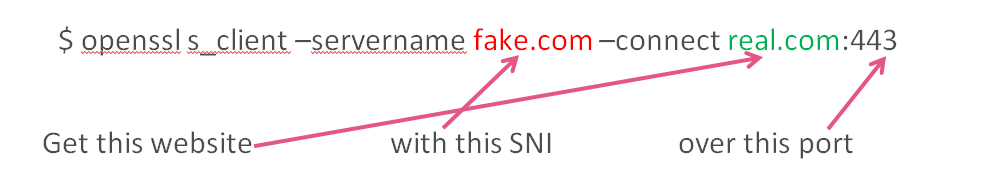 $ openssl s_client –servername fake.com –connect real.com:443
Get this website with this SNI over this port